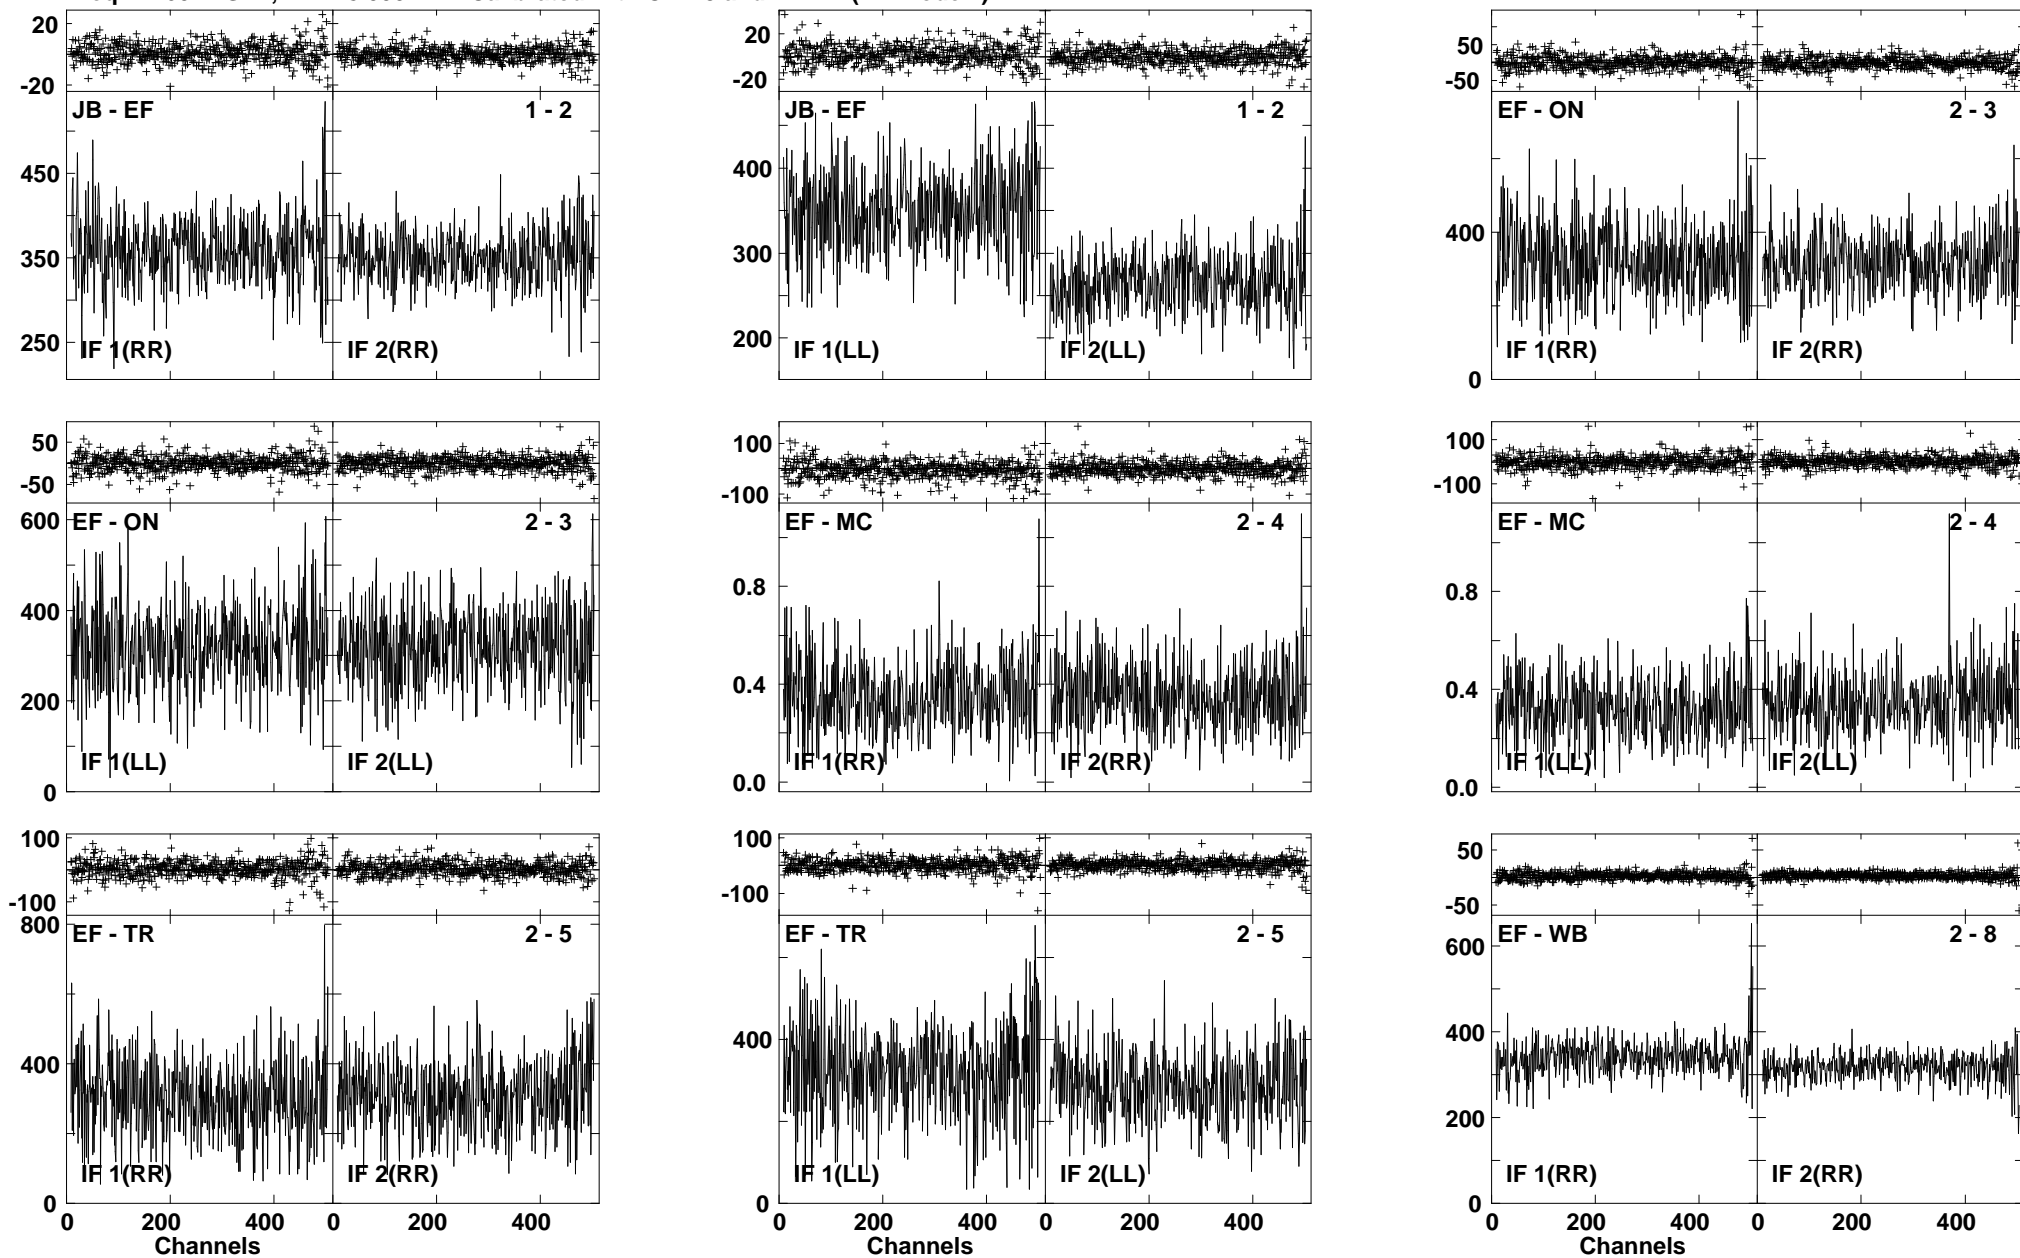 20
-20
JB - EF
1 - 2
450
350
250
IF 1(RR)
IF 2(RR)
20
-20
JB - EF
1 - 2
400
300
200
IF 1(LL)
IF 2(LL)
50
-50
EF - ON
2 - 3
400
0
IF 1(RR)
IF 2(RR)
50
-50
EF - ON
2 - 3
600
400
200
0
IF 1(LL)
IF 2(LL)
100
-100
EF - MC
2 - 4
0.8
0.4
0.0
IF 1(RR)
IF 2(RR)
100
-100
EF - MC
2 - 4
0.8
0.4
0.0
IF 1(LL)
IF 2(LL)
100
-100
EF - TR
2 - 5
800
400
0
IF 1(RR)
IF 2(RR)
0 200 400 0 200 400
Channels
100
-100
EF - TR
2 - 5
400
0
IF 1(LL)
IF 2(LL)
0 200 400 0 200 400
Channels
50
-50
EF - WB
2 - 8
600
400
200
0
IF 1(RR)
IF 2(RR)
0 200 400 0 200 400
Channels